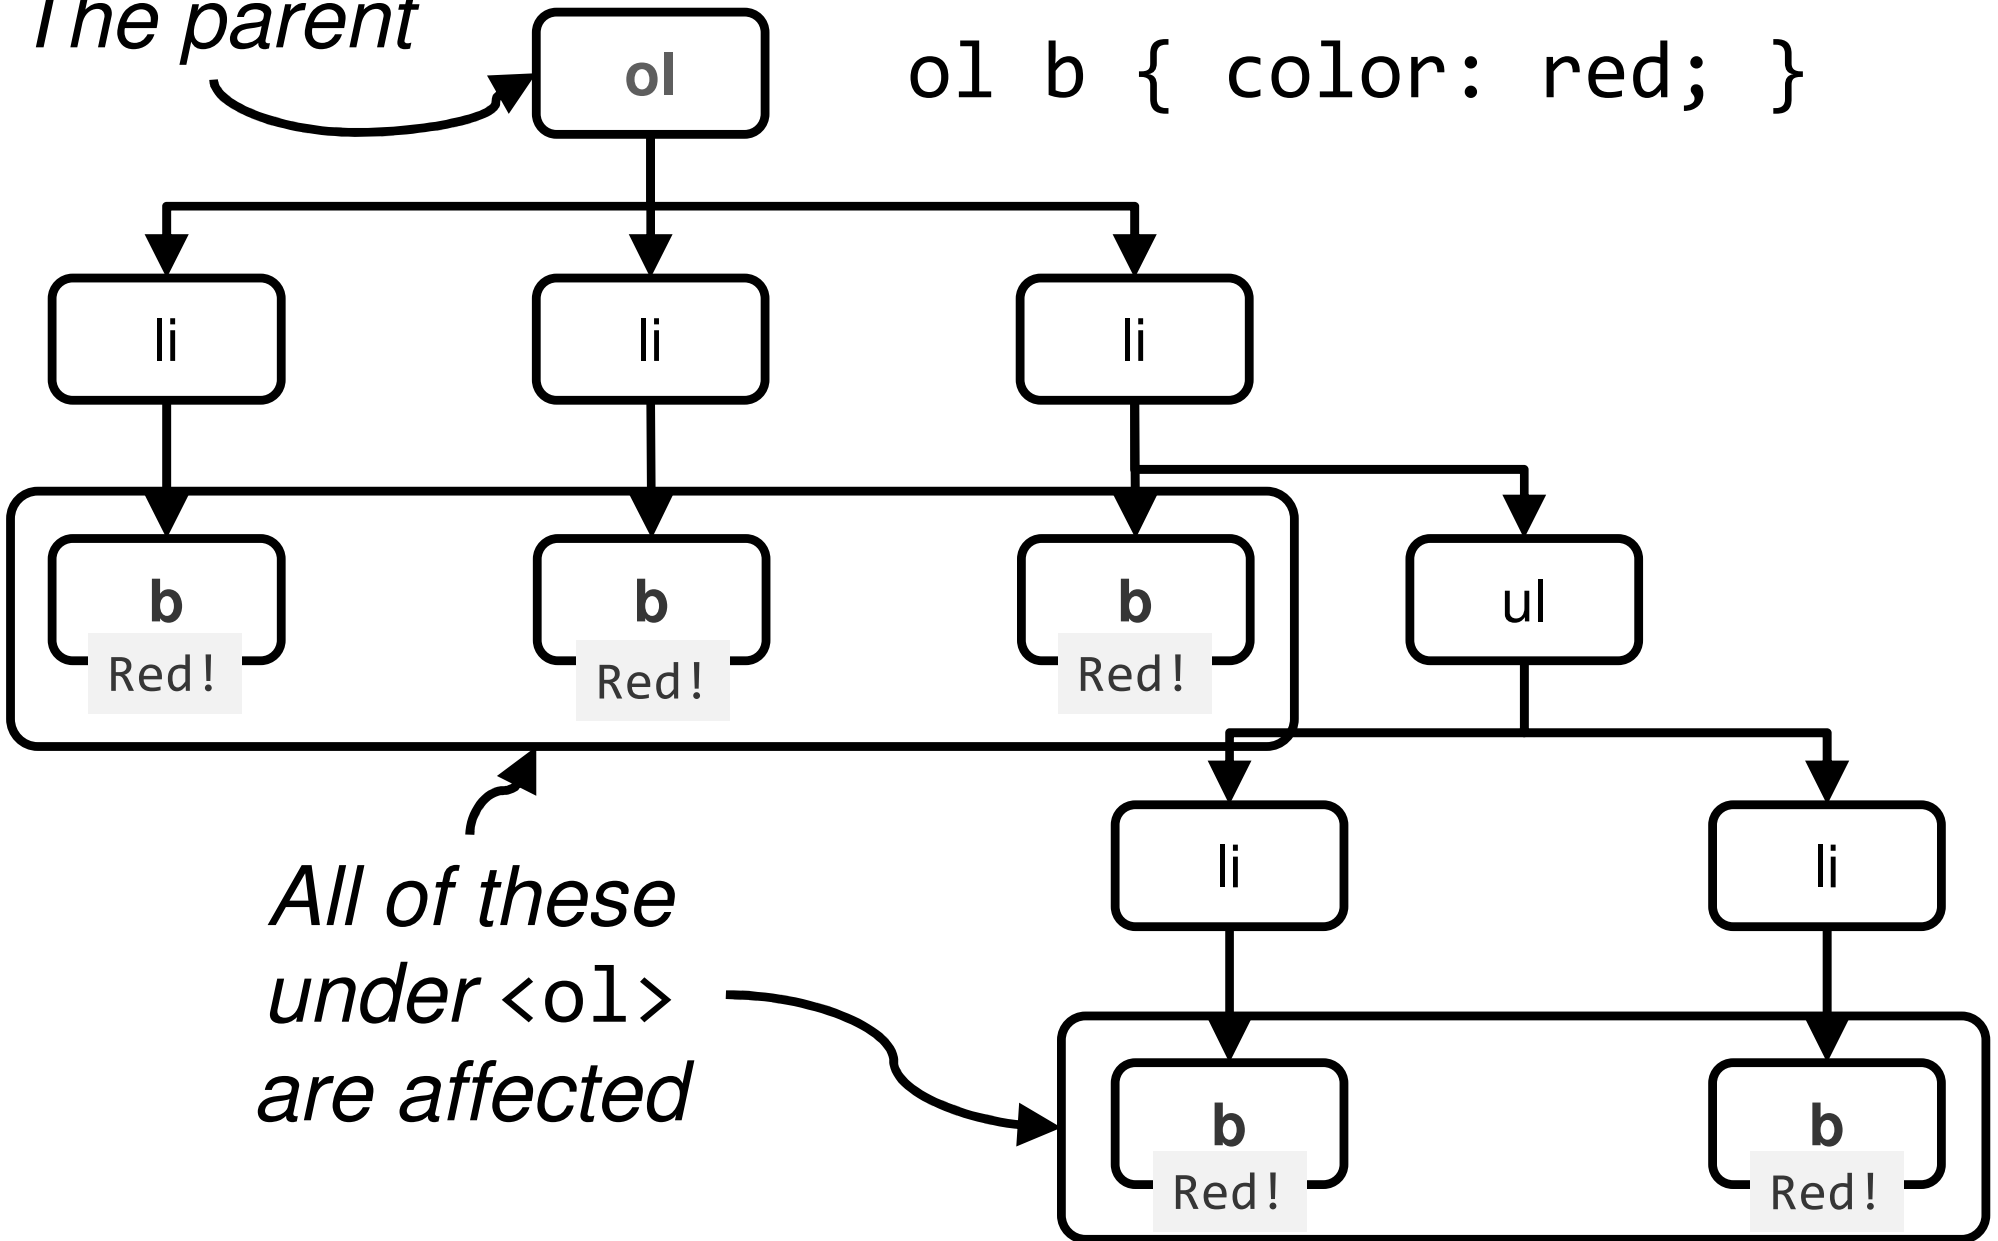 The parent
ol
ol b { color: red; }
li
li
li
b
b
b
ul
Red!
Red!
Red!
li
li
All of these
under <ol>
are affected
b
b
Red!
Red!